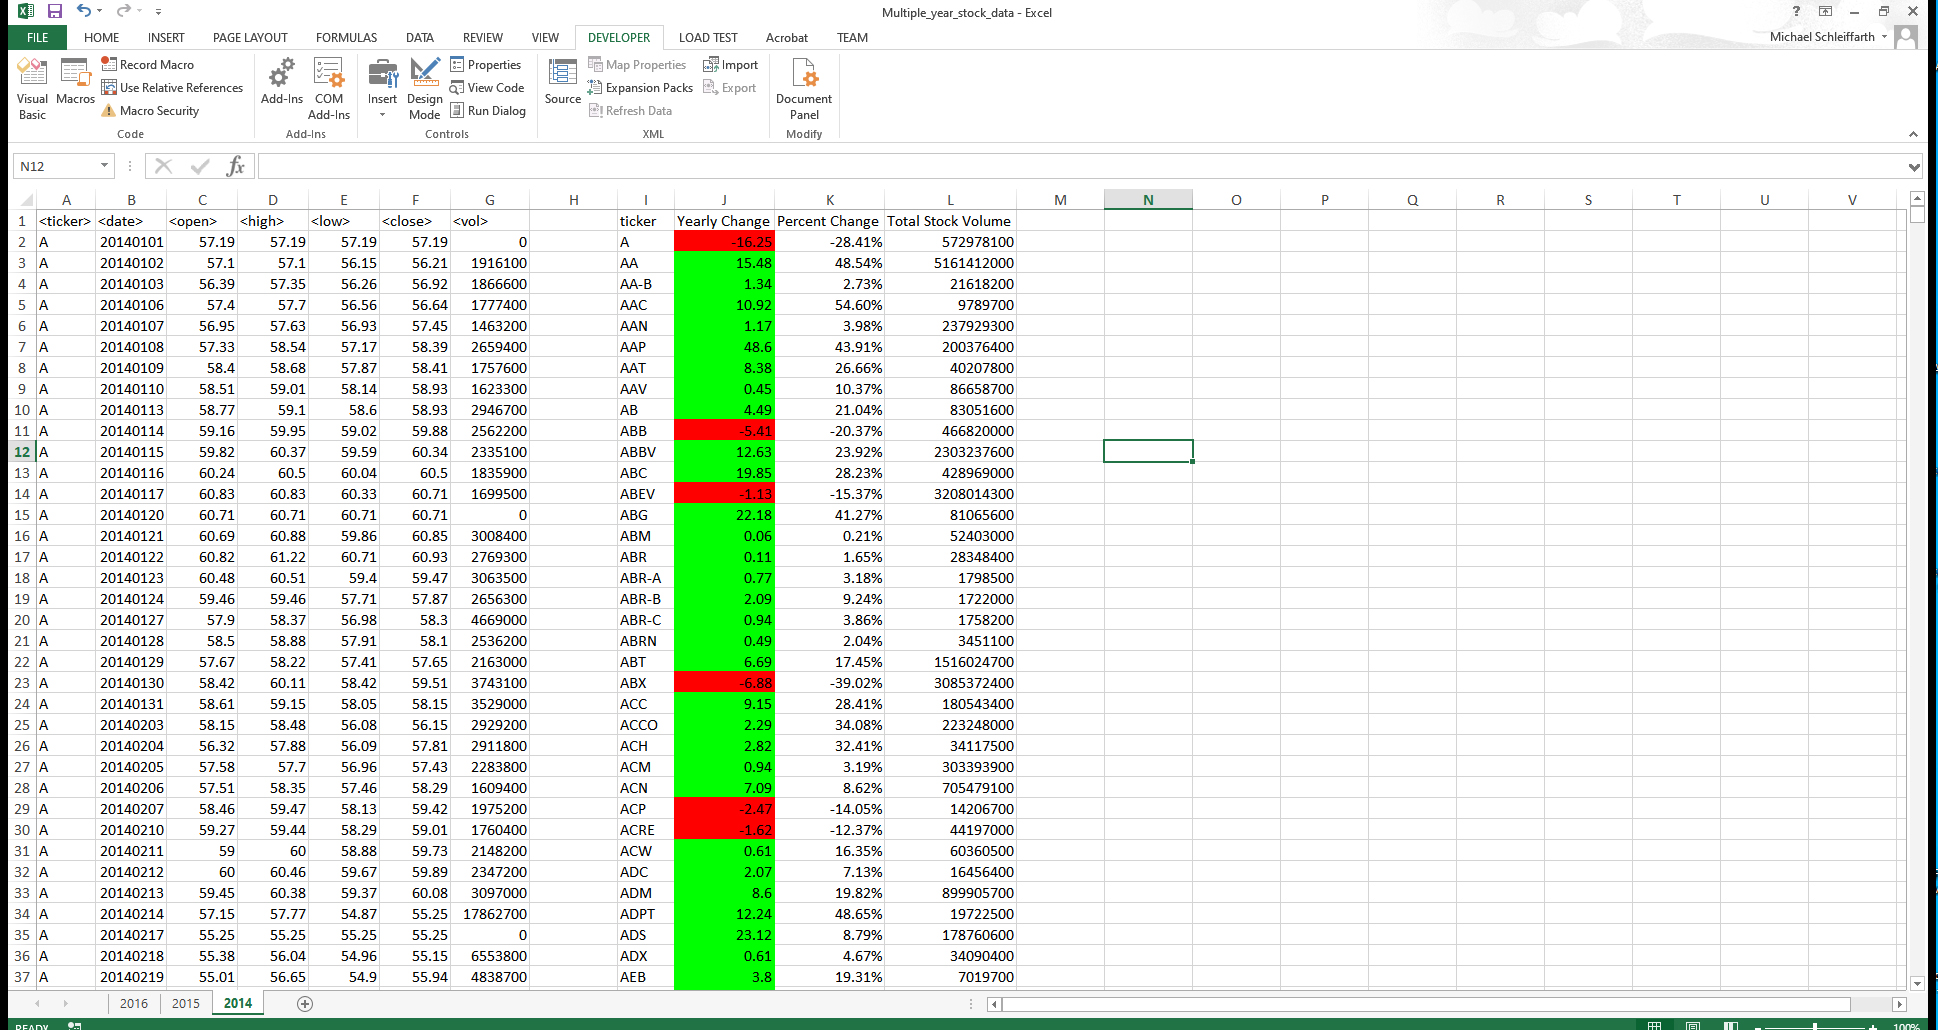 Multiple_year_stock_data - Excel
?
FILE HOME INSERT PAGE LAYOUT FORMULAS DATA REVIEW VIEW DEVELOPER LOAD TEST Acrobat TEAM Michael Schleiffarth
Visual Basic Macros Record Macro Use Relative References Macro Security Add-Ins COM Add-Ins Insert Design Mode Properties View Code Run Dialog Source Map Properties Expansion Packs Refresh Data Import Export Document Panel
Code Add-Ins Controls XML Modify
N12 fx
A B C D E F G H I J K L M N O P Q R S T U V
1 <ticker> <date> <open> <high> <low> <close> <vol> ticker Yearly Change Percent Change Total Stock Volume
2 A 20140101 57.19 57.19 57.19 57.19 0 A -16.25 -28.41% 572978100
3 A 20140102 57.1 57.1 56.15 56.21 1916100 AA 15.48 48.54% 5161412000
4 A 20140103 56.39 57.35 56.26 56.92 1866600 AA-B 1.34 2.73% 21618200
5 A 20140106 57.4 57.7 56.56 56.64 1777400 AAC 10.92 54.60% 9789700
6 A 20140107 56.95 57.63 56.93 57.45 1463200 AAN 1.17 3.98% 237929300
7 A 20140108 57.33 58.54 57.17 58.39 2659400 AAP 48.6 43.91% 200376400
8 A 20140109 58.4 58.68 57.87 58.41 1757600 AAT 8.38 26.66% 40207800
9 A 20140110 58.51 59.01 58.14 58.93 1623300 AAV 0.45 10.37% 86658700
10 A 20140113 58.77 59.1 58.6 58.93 2946700 AB 4.49 21.04% 83051600
11 A 20140114 59.16 59.95 59.02 59.88 2562200 ABB -5.41 -20.37% 466820000
12 A 20140115 59.82 60.37 59.59 60.34 2335100 ABBV 12.63 23.92% 2303237600
13 A 20140116 60.24 60.5 60.04 60.5 1835900 ABC 19.85 28.23% 428969000
14 A 20140117 60.83 60.83 60.33 60.71 1699500 ABEV -1.13 -15.37% 3208014300
15 A 20140120 60.71 60.71 60.71 60.71 0 ABG 22.18 41.27% 81065600
16 A 20140121 60.69 60.88 59.86 60.85 3008400 ABM 0.06 0.21% 52403000
17 A 20140122 60.82 61.22 60.71 60.93 2769300 ABR 0.11 1.65% 28348400
18 A 20140123 60.48 60.51 59.4 59.47 3063500 ABR-A 0.77 3.18% 1798500
19 A 20140124 59.46 59.46 57.71 57.87 2656300 ABR-B 2.09 9.24% 1722000
20 A 20140127 57.9 58.37 56.98 58.3 4669000 ABR-C 0.94 3.86% 1758200
21 A 20140128 58.5 58.88 57.91 58.1 2536200 ABRN 0.49 2.04% 3451100
22 A 20140129 57.67 58.22 57.41 57.65 2163000 ABT 6.69 17.45% 1516024700
23 A 20140130 58.42 60.11 58.42 59.51 3743100 ABX -6.88 -39.02% 3085372400
24 A 20140131 58.61 59.15 58.05 58.15 3529000 ACC 9.15 28.41% 180543400
25 A 20140203 58.15 58.48 56.08 56.15 2929200 ACCO 2.29 34.08% 223248000
26 A 20140204 56.32 57.88 56.09 57.81 2911800 ACH 2.82 32.41% 34117500
27 A 20140205 57.58 57.7 56.96 57.43 2283800 ACM 0.94 3.19% 303393900
28 A 20140206 57.51 58.35 57.46 58.29 1609400 ACN 7.09 8.62% 705479100
29 A 20140207 58.46 59.47 58.13 59.42 1975200 ACP -2.47 -14.05% 14206700
30 A 20140210 59.27 59.44 58.29 59.01 1760400 ACRE -1.62 -12.37% 44197000
31 A 20140211 59 60 58.88 59.73 2148200 ACW 0.61 16.35% 60360500
32 A 20140212 60 60.46 59.67 59.89 2347200 ADC 2.07 7.13% 16456400
33 A 20140213 59.45 60.38 59.37 60.08 3097000 ADM 8.6 19.82% 899905700
34 A 20140214 57.15 57.77 54.87 55.25 17862700 ADPT 12.24 48.65% 19722500
35 A 20140217 55.25 55.25 55.25 55.25 0 ADS 23.12 8.79% 178760600
36 A 20140218 55.38 56.04 54.96 55.15 6553800 ADX 0.61 4.67% 34090400
37 A 20140219 55.01 56.65 54.9 55.94 4838700 AEB 3.8 19.31% 7019700
2016 2015 2014
READY 100%